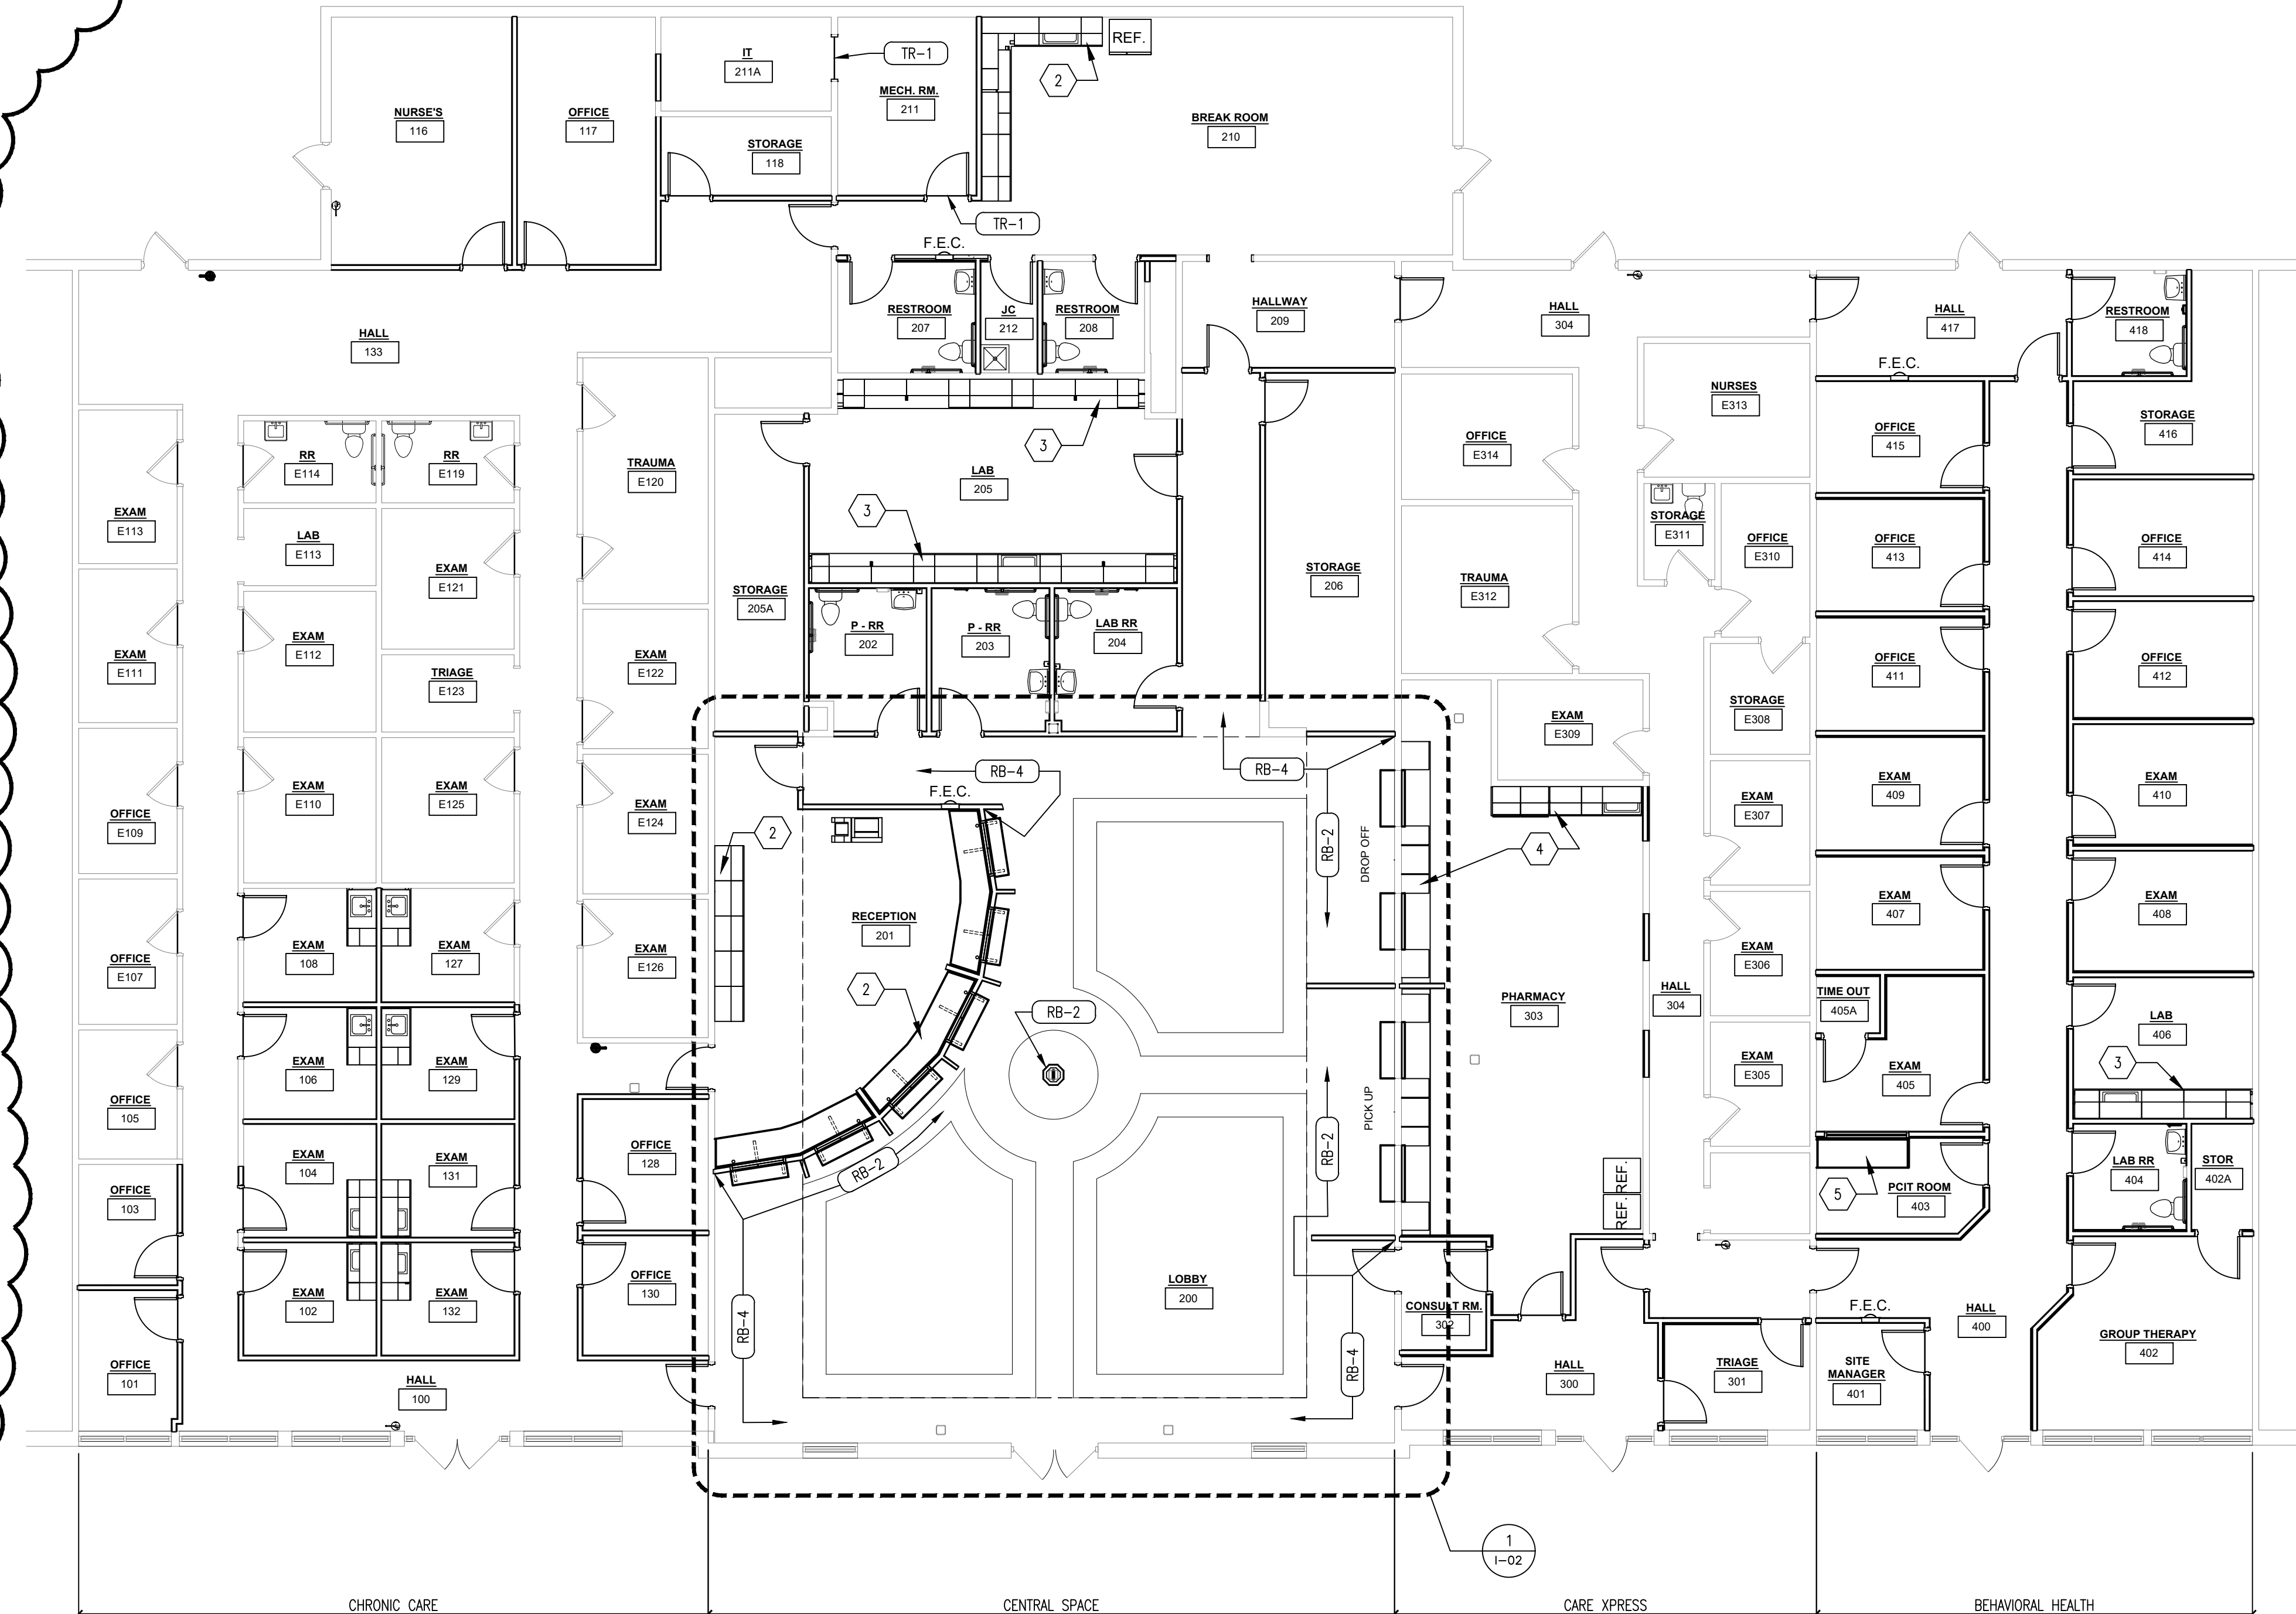 IT
211A
TR-1
REF.
2
NURSE'S
116
OFFICE
117
MECH. RM.
211
BREAK ROOM
210
STORAGE
118
TR-1
F.E.C.
RESTROOM
207
JC
212
RESTROOM
208
HALLWAY
209
HALL
304
HALL
417
RESTROOM
418
HALL
133
F.E.C.
NURSES
E313
STORAGE
416
OFFICE
415
3
OFFICE
E314
RR
E114
RR
E119
TRAUMA
E120
LAB
205
EXAM
E113
3
STORAGE
E311
OFFICE
E310
OFFICE
413
OFFICE
414
LAB
E113
EXAM
E121
STORAGE
206
TRAUMA
E312
STORAGE
205A
EXAM
E112
P - RR
202
P - RR
203
LAB RR
204
EXAM
E111
TRIAGE
E123
EXAM
E122
OFFICE
411
OFFICE
412
STORAGE
E308
EXAM
E309
RB-4
RB-4
F.E.C.
EXAM
E110
EXAM
E125
EXAM
E124
OFFICE
E109
2
RB-2
DROP OFF
4
EXAM
E307
EXAM
409
EXAM
410
RECEPTION
201
EXAM
407
EXAM
408
OFFICE
E107
EXAM
108
EXAM
127
EXAM
E126
2
EXAM
E306
TIME OUT
405A
HALL
304
PHARMACY
303
RB-2
LAB
406
EXAM
106
EXAM
129
EXAM
E305
EXAM
405
3
OFFICE
105
PICK UP
RB-2
OFFICE
128
RB-2
EXAM
104
EXAM
131
OFFICE
103
REF.
REF.
5
PCIT ROOM
403
LAB RR
404
STOR
402A
OFFICE
130
LOBBY
200
EXAM
102
EXAM
132
RB-4
RB-4
CONSULT RM.
302
F.E.C.
HALL
400
GROUP THERAPY
402
OFFICE
101
HALL
100
HALL
300
TRIAGE
301
SITE
MANAGER
401
1
I-02
CHRONIC CARE
CENTRAL SPACE
CARE XPRESS
BEHAVIORAL HEALTH